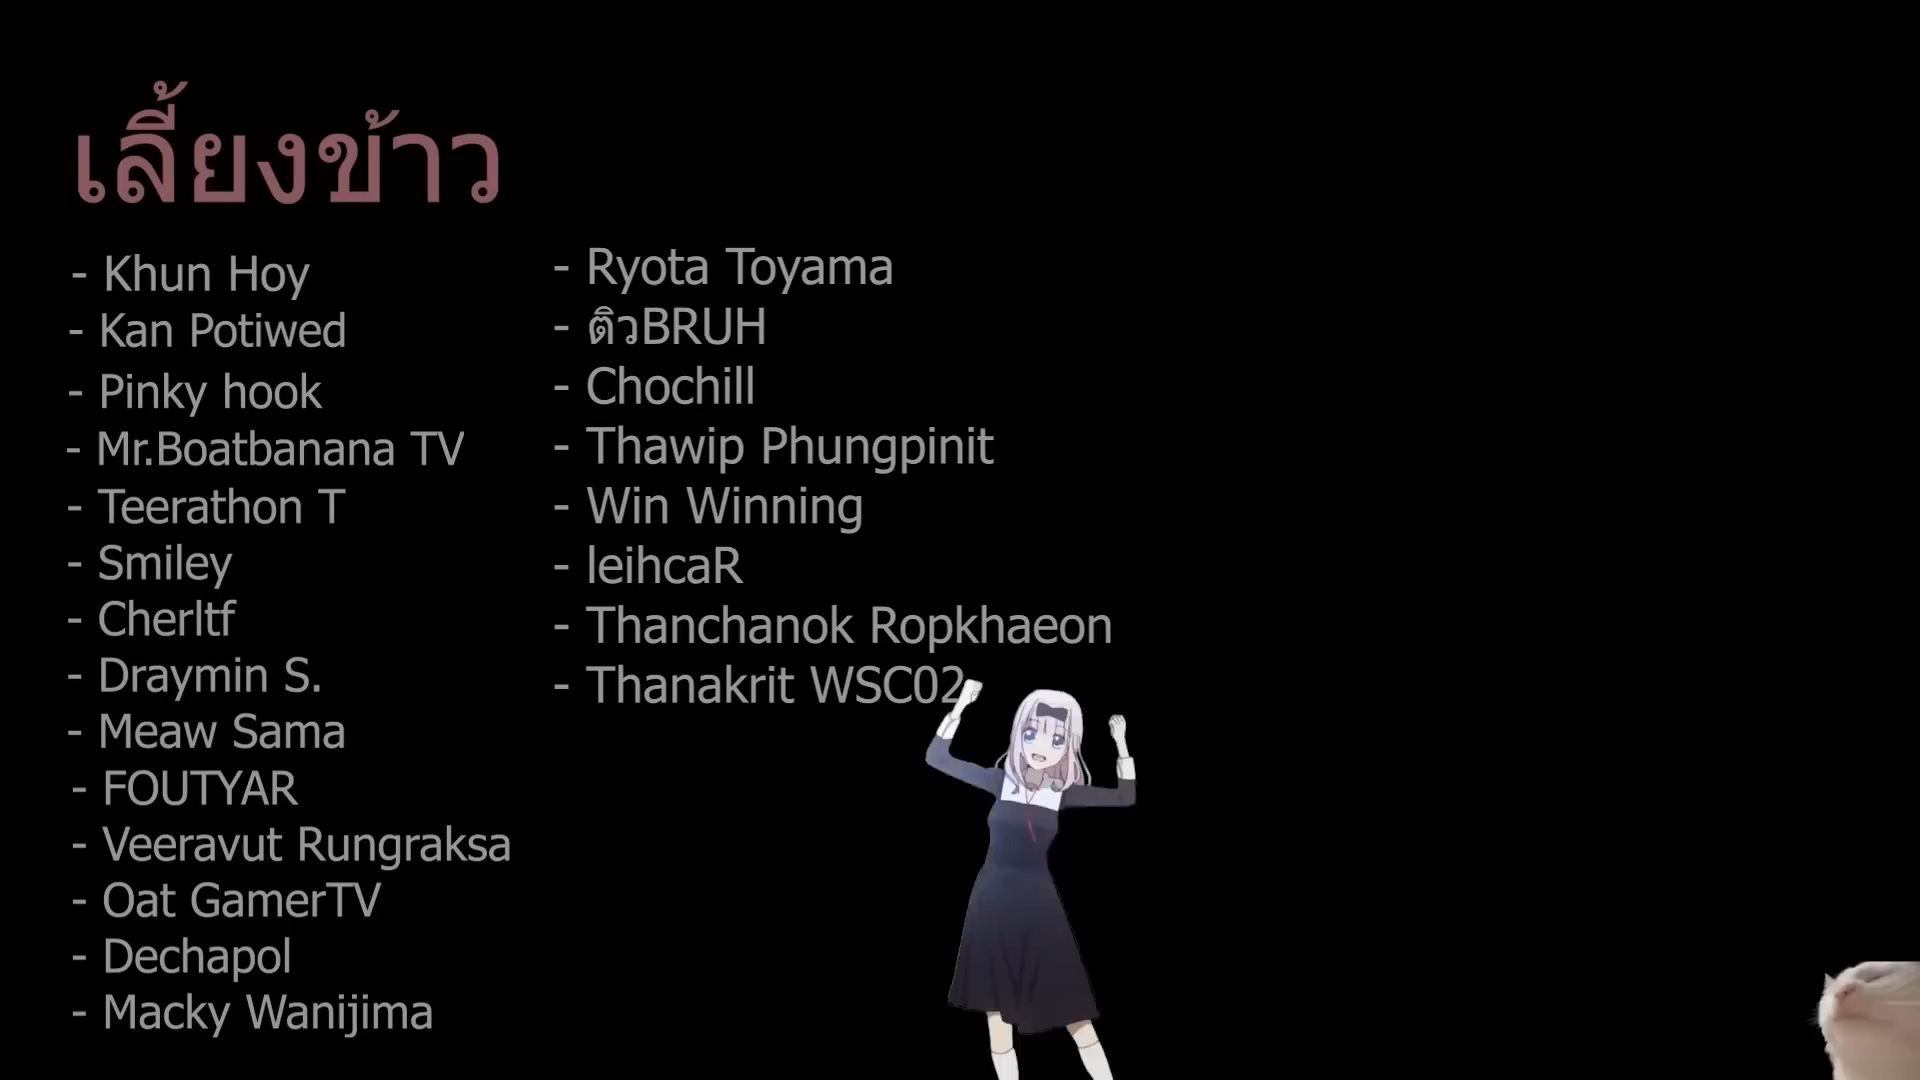 เลี้ยงข้าว
- Khun Hoy
- Kan Potiwed
- Pinky hook
- Mr.Boatbanana TV
- Teerathon T
- Smiley
- Cherltf
- Draymin S.
- Meaw Sama
- FOUTYAR
- Veeravut Rungraksa
- Oat GamerTV
- Dechapol
- Macky Wanijima
- Ryota Toyama
- ติวBRUH
- Chochill
- Thawip Phungpinit
- Win Winning
- leihcaR
- Thanchanok Ropkhaeon
- Thanakrit WSC02